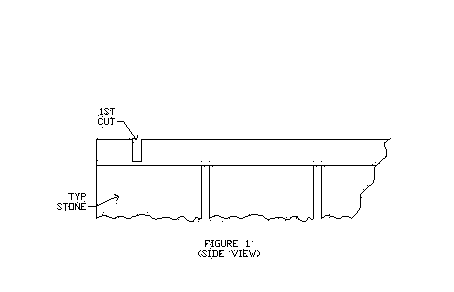 1ST
CUT
TYP
STONE
FIGURE 1
(SIDE VIEW)